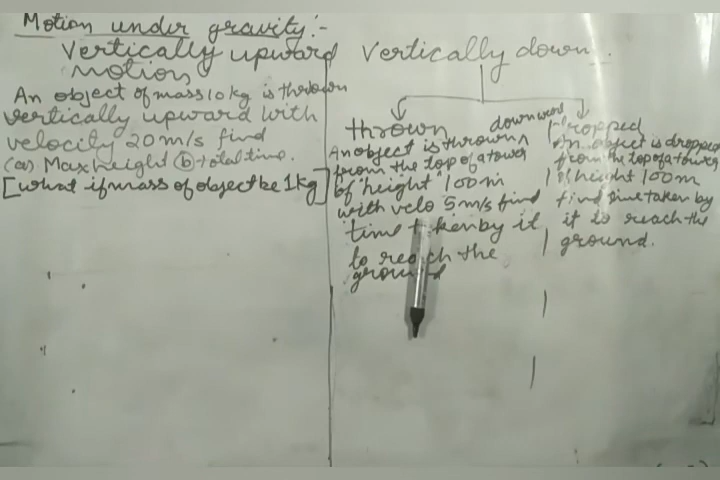 Motion under gravity:-
Vertically upward
motion
An object of mass 10 kg is thrown
vertically upward with
velocity 20 m/s find
(a) Max height (b) total time.
[what if mass of object be 1kg]
Vertically down
thrown
downward
An object is thrown ^
from the top of a tower
of height 100m
with velo 5 m/s find
time taken by it
to reach the
ground
Dropped
An object is dropped
from the top of a tower
of height 100m
find time taken by
it to reach the
ground.